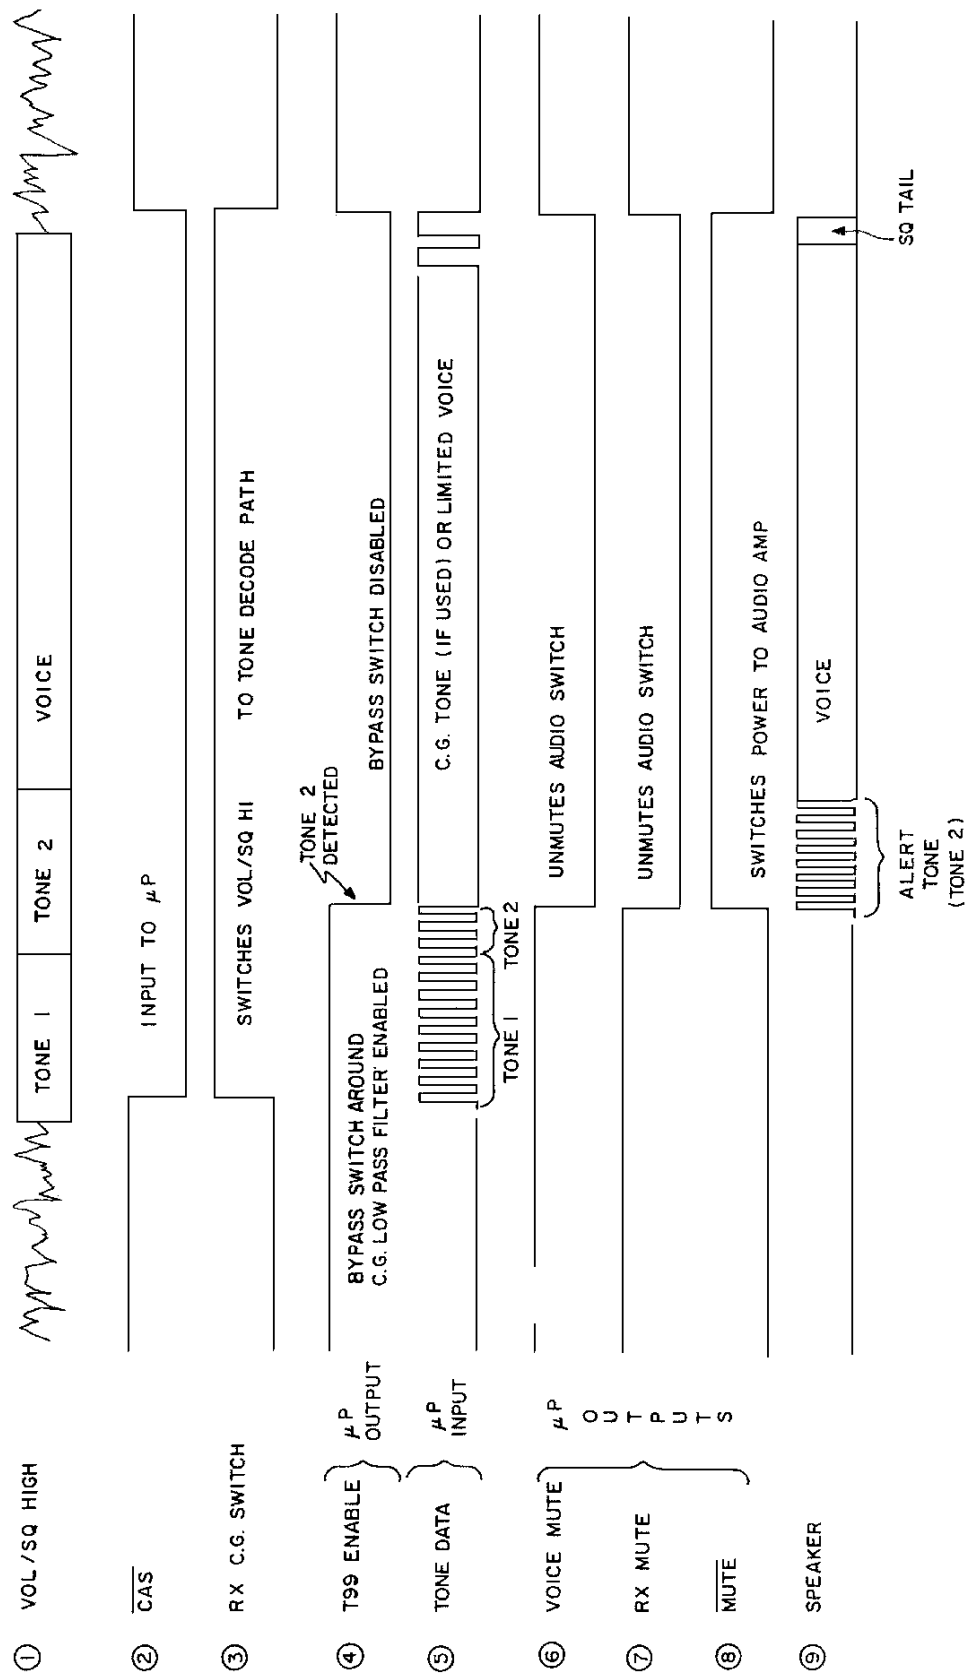 ① VOL/SQ HIGH
TONE 1
TONE 2
VOICE
② CAS
INPUT TO μP
③ RX C.G. SWITCH
SWITCHES VOL/SQ HI
TO TONE DECODE PATH
④ T99 ENABLE
μP
OUTPUT
BYPASS SWITCH AROUND
C.G. LOW PASS FILTER ENABLED
TONE 2
DETECTED
BYPASS SWITCH DISABLED
⑤ TONE DATA
μP
INPUT
TONE 1
TONE 2
C.G. TONE (IF USED) OR LIMITED VOICE
⑥ VOICE MUTE
UNMUTES AUDIO SWITCH
⑦ RX MUTE
μP
OUTPUTS
UNMUTES AUDIO SWITCH
⑧ MUTE
SWITCHES POWER TO AUDIO AMP
⑨ SPEAKER
ALERT
TONE
(TONE 2)
VOICE
SQ TAIL